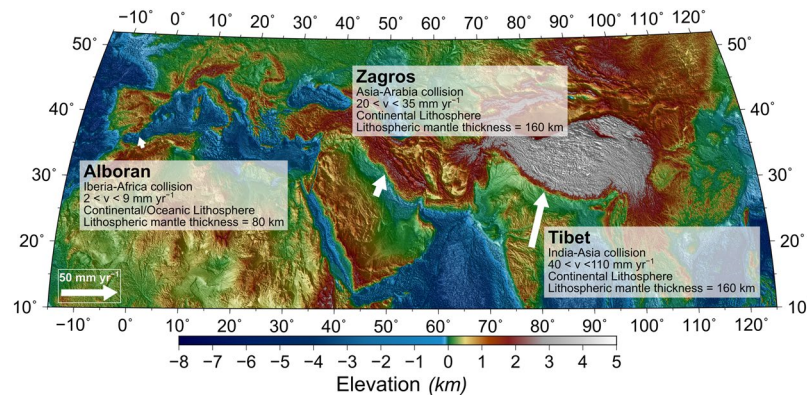 −10˚ 0˚ 10˚ 20˚ 30˚ 40˚ 50˚ 60˚ 70˚ 80˚ 90˚ 100˚ 110˚ 120˚
50˚ 50˚
40˚ 40˚
30˚ 30˚
20˚ 20˚
10˚ 10˚
Zagros
Asia-Arabia collision
20 < v < 35 mm yr⁻¹
Continental Lithosphere
Lithospheric mantle thickness = 160 km
Alboran
Iberia-Africa collision
2 < v < 9 mm yr⁻¹
Continental/Oceanic Lithosphere
Lithospheric mantle thickness = 80 km
Tibet
India-Asia collision
40 < v <110 mm yr⁻¹
Continental Lithosphere
Lithospheric mantle thickness = 160 km
50 mm yr⁻¹
−10˚ 0˚ 10˚ 20˚ 30˚ 40˚ 50˚ 60˚ 70˚ 80˚ 90˚ 100˚ 110˚ 120˚
−8 −7 −6 −5 −4 −3 −2 −1 0 1 2 3 4 5
Elevation (km)